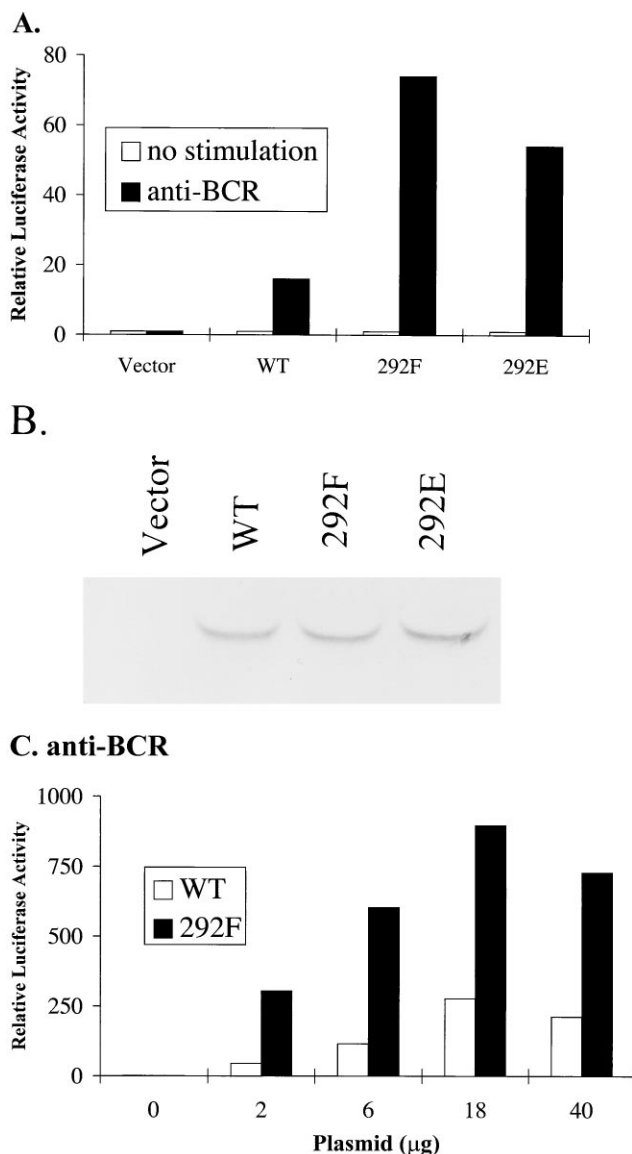 A.
Relative Luciferase Activity
80
60
40
20
0
no stimulation
anti-BCR
Vector WT 292F 292E
B.
Vector WT 292F 292E
C. anti-BCR
Relative Luciferase Activity
1000
750
500
250
0
WT
292F
0 2 6 18 40
Plasmid (μg)